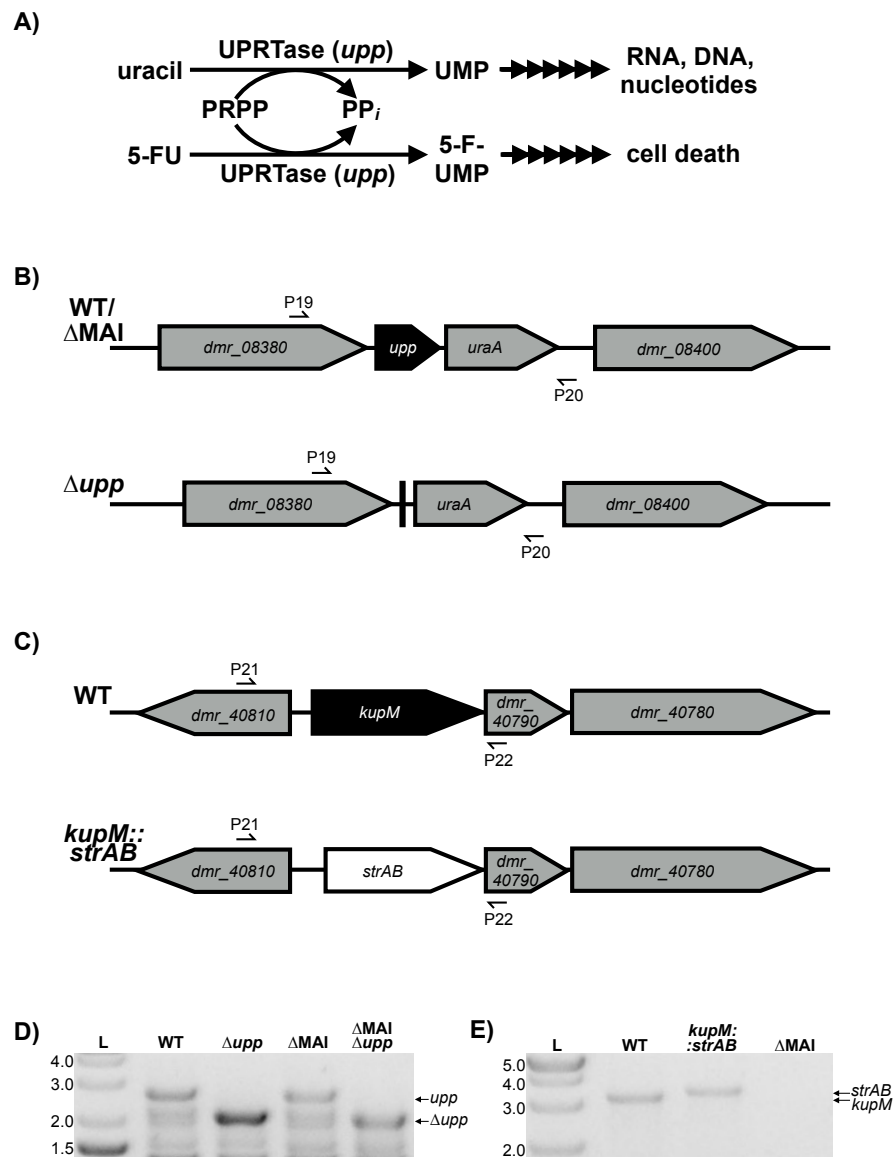 A)
UPRTase (upp)
uracil
UMP
RNA, DNA,
nucleotides
PRPP
PPi
5-FU
5-F-
UMP
cell death
UPRTase (upp)
B)
WT/
ΔMAI
P19
dmr_08380
upp
uraA
dmr_08400
P20
Δupp
P19
dmr_08380
uraA
dmr_08400
P20
C)
WT
P21
dmr_40810
kupM
dmr_
40790
dmr_40780
P22
kupM::
strAB
P21
dmr_40810
strAB
dmr_
40790
dmr_40780
P22
D)
L
WT
Δupp
ΔMAI
ΔMAI
Δupp
4.0
3.0
2.0
1.5
upp
Δupp
E)
L
WT
kupM:
:strAB
ΔMAI
5.0
4.0
3.0
2.0
strAB
kupM